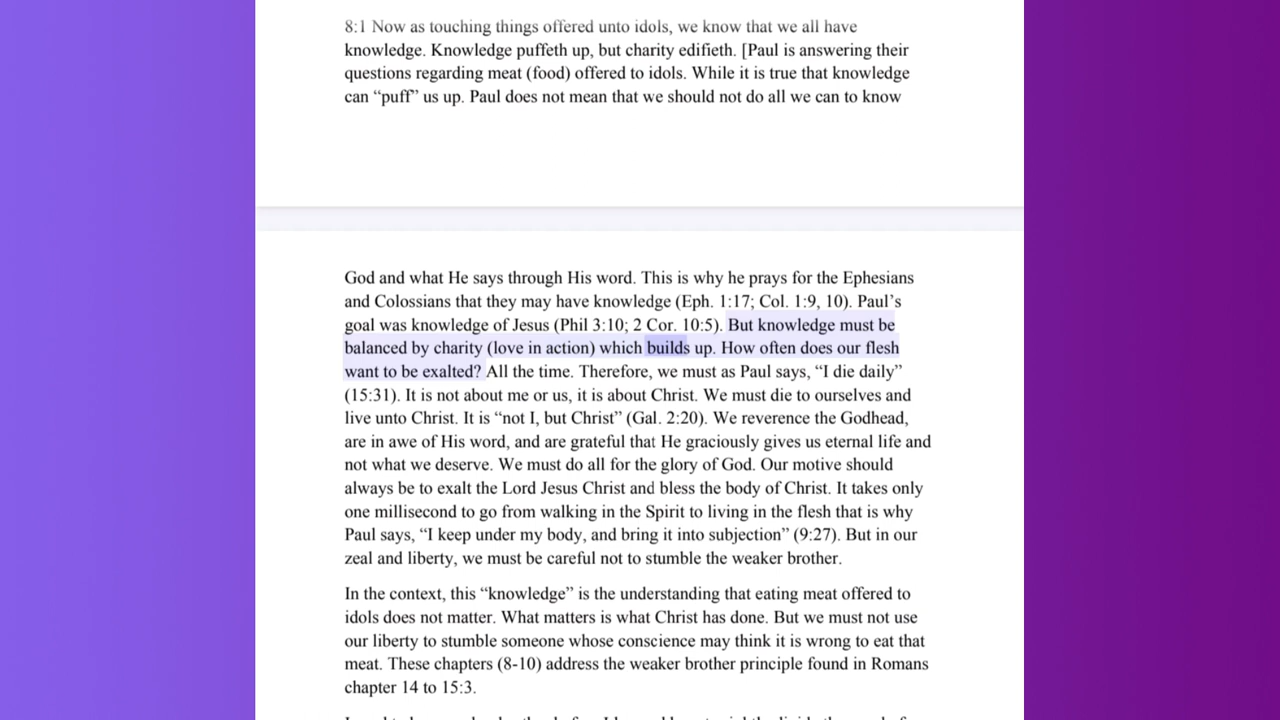 8:1 Now as touching things offered unto idols, we know that we all have
knowledge. Knowledge puffeth up, but charity edifieth. [Paul is answering their
questions regarding meat (food) offered to idols. While it is true that knowledge
can “puff” us up. Paul does not mean that we should not do all we can to know
God and what He says through His word. This is why he prays for the Ephesians
and Colossians that they may have knowledge (Eph. 1:17; Col. 1:9, 10). Paul’s
goal was knowledge of Jesus (Phil 3:10; 2 Cor. 10:5). But knowledge must be
balanced by charity (love in action) which builds up. How often does our flesh
want to be exalted? All the time. Therefore, we must as Paul says, “I die daily”
(15:31). It is not about me or us, it is about Christ. We must die to ourselves and
live unto Christ. It is “not I, but Christ” (Gal. 2:20). We reverence the Godhead,
are in awe of His word, and are grateful that He graciously gives us eternal life and
not what we deserve. We must do all for the glory of God. Our motive should
always be to exalt the Lord Jesus Christ and bless the body of Christ. It takes only
one millisecond to go from walking in the Spirit to living in the flesh that is why
Paul says, “I keep under my body, and bring it into subjection” (9:27). But in our
zeal and liberty, we must be careful not to stumble the weaker brother.
In the context, this “knowledge” is the understanding that eating meat offered to
idols does not matter. What matters is what Christ has done. But we must not use
our liberty to stumble someone whose conscience may think it is wrong to eat that
meat. These chapters (8-10) address the weaker brother principle found in Romans
chapter 14 to 15:3.